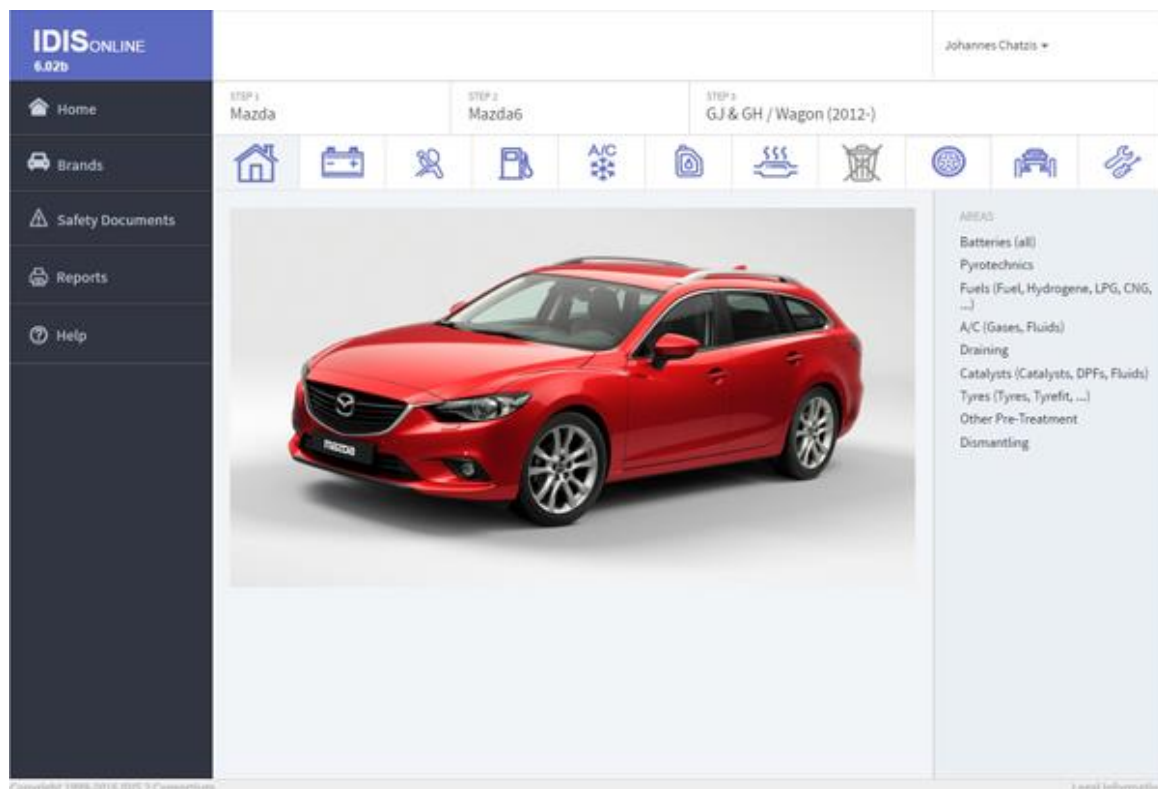 IDISONLINE
6.02b
Johannes Chatzis
Home
Brands
Safety Documents
Reports
Help
STEP 1
Mazda
STEP 2
Mazda6
STEP 3
GJ & GH / Wagon (2012-)
A/C
AREAS
Batteries (all)
Pyrotechnics
Fuels (Fuel, Hydrogene, LPG, CNG,
...)
A/C (Gases, Fluids)
Draining
Catalysts (Catalysts, DPFs, Fluids)
Tyres (Tyres, Tyrefit, ...)
Other Pre-Treatment
Dismantling
mazda